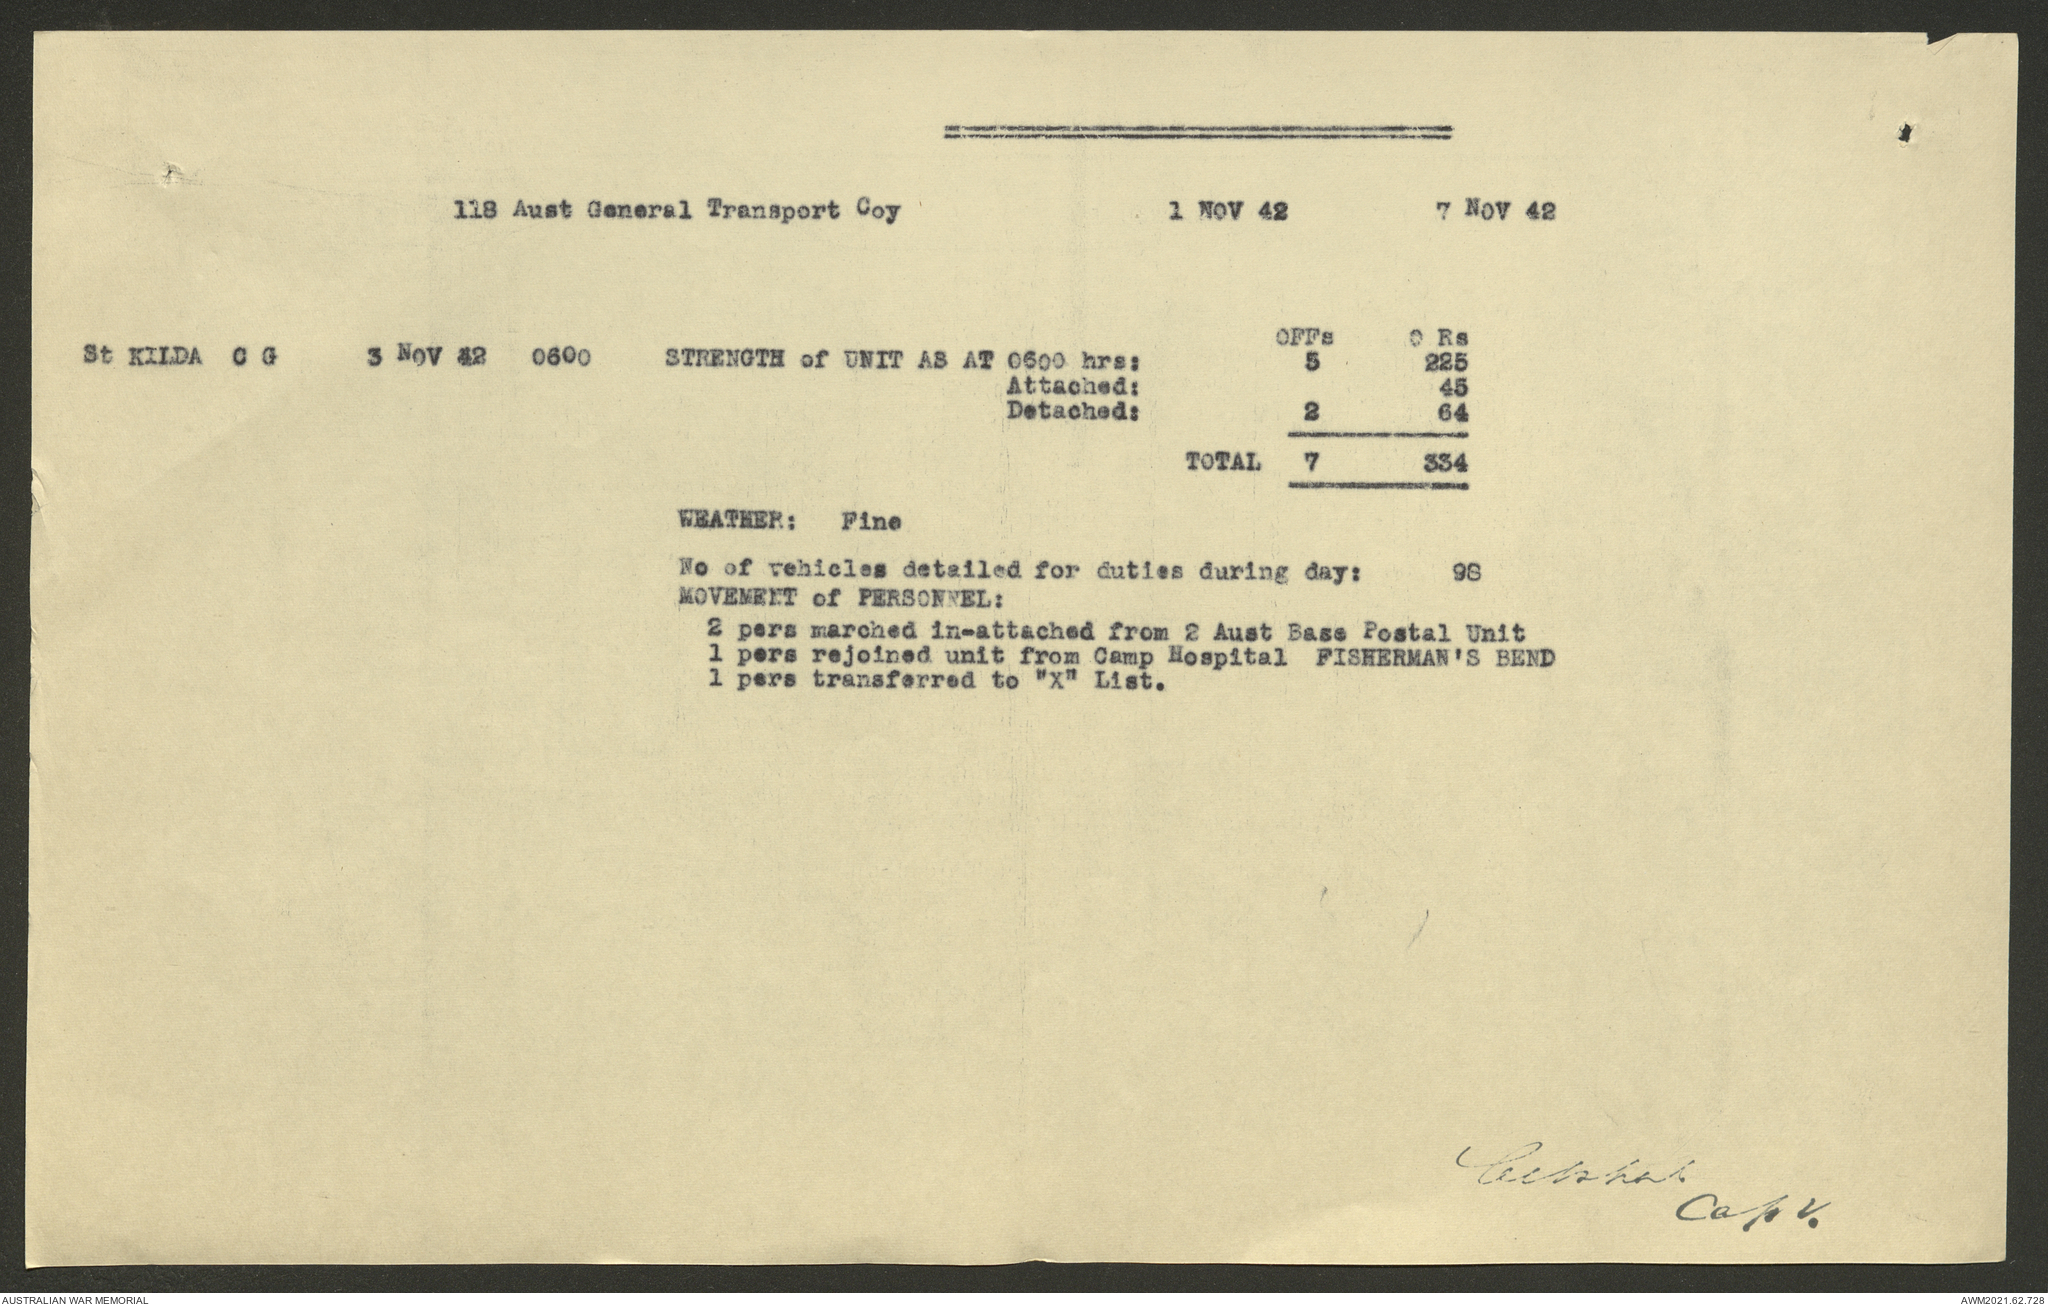 118 Aust General Transport Coy 1 NOV 42 7 NOV 42
OFFs O Rs
St KILDA C G 3 NOV 42 0600 STRENGTH of UNIT AS AT 0600 hrs: 5 225
Attached: 45
Detached: 2 64
TOTAL 7 334
WEATHER: Fine
No of vehicles detailed for duties during day: 98
MOVEMENT of PERSONNEL:
2 pers marched in-attached from 2 Aust Base Postal Unit
1 pers rejoined unit from Camp Hospital FISHERMAN'S BEND
1 pers transferred to "X" List.
Capt.
AUSTRALIAN WAR MEMORIAL AWM2021.62.728